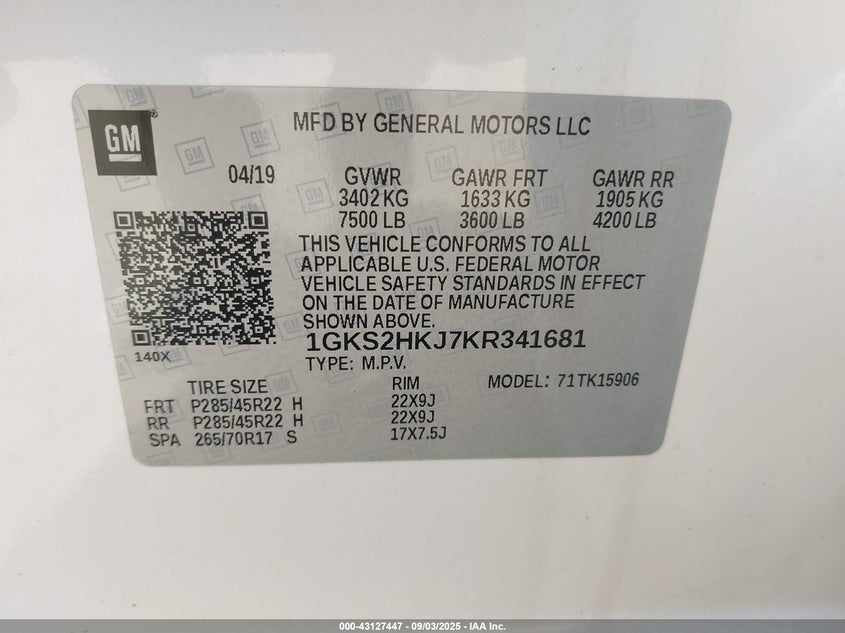 GM
MFD BY GENERAL MOTORS LLC
04/19 GVWR GAWR FRT GAWR RR
3402 KG 1633 KG 1905 KG
7500 LB 3600 LB 4200 LB
THIS VEHICLE CONFORMS TO ALL
APPLICABLE U.S. FEDERAL MOTOR
VEHICLE SAFETY STANDARDS IN EFFECT
ON THE DATE OF MANUFACTURE
SHOWN ABOVE.
140X
1GKS2HKJ7KR341681
TYPE: M.P.V.
TIRE SIZE RIM MODEL: 71TK15906
FRT P285/45R22 H 22X9J
RR P285/45R22 H 22X9J
SPA 265/70R17 S 17X7.5J
000-43127447 - 09/03/2025 - IAA Inc.